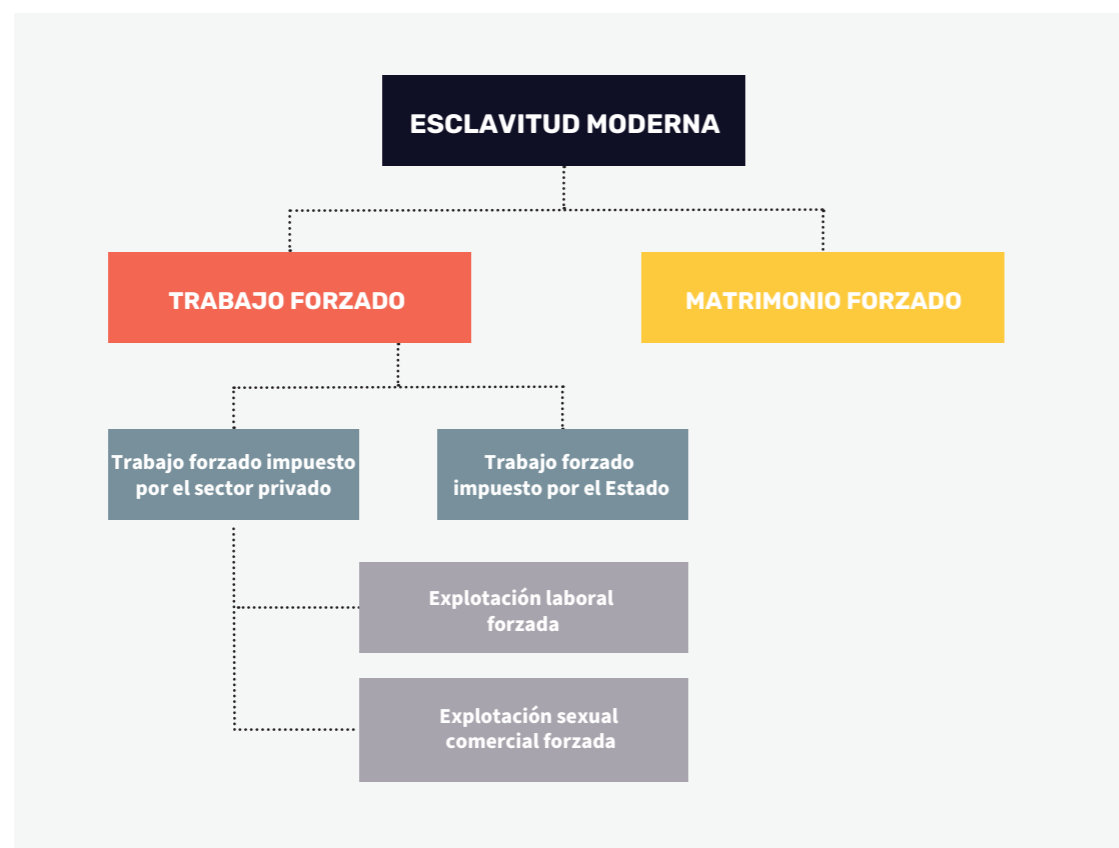 ESCLAVITUD MODERNA
TRABAJO FORZADO
MATRIMONIO FORZADO
Trabajo forzado impuesto
por el sector privado
Trabajo forzado
impuesto por el Estado
Explotación laboral
forzada
Explotación sexual
comercial forzada